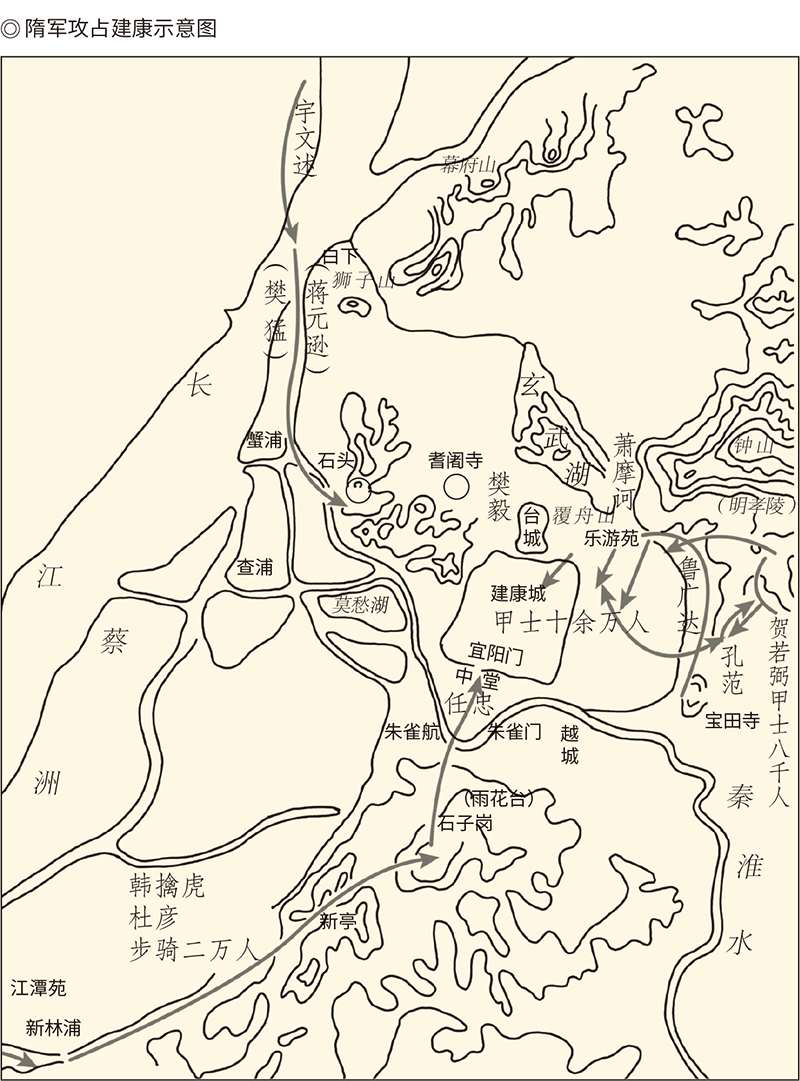 ◎隋军攻占建康示意图
宇文述
幕府山
白下
狮子山
（樊猛）
（蒋元逊）
长
江
玄
武
湖
蟹浦
石头
耆阇寺
樊毅
萧摩诃
钟山
（明孝陵）
台城
覆舟山
乐游苑
查浦
莫愁湖
建康城
甲士十余万人
鲁广达
宜阳门
中堂
任忠
孔范
贺若弼甲士八千人
宝田寺
蔡
洲
朱雀航
朱雀门
越城
秦
淮
水
（雨花台）
石子岗
韩擒虎
杜彦
步骑二万人
新亭
江潭苑
新林浦